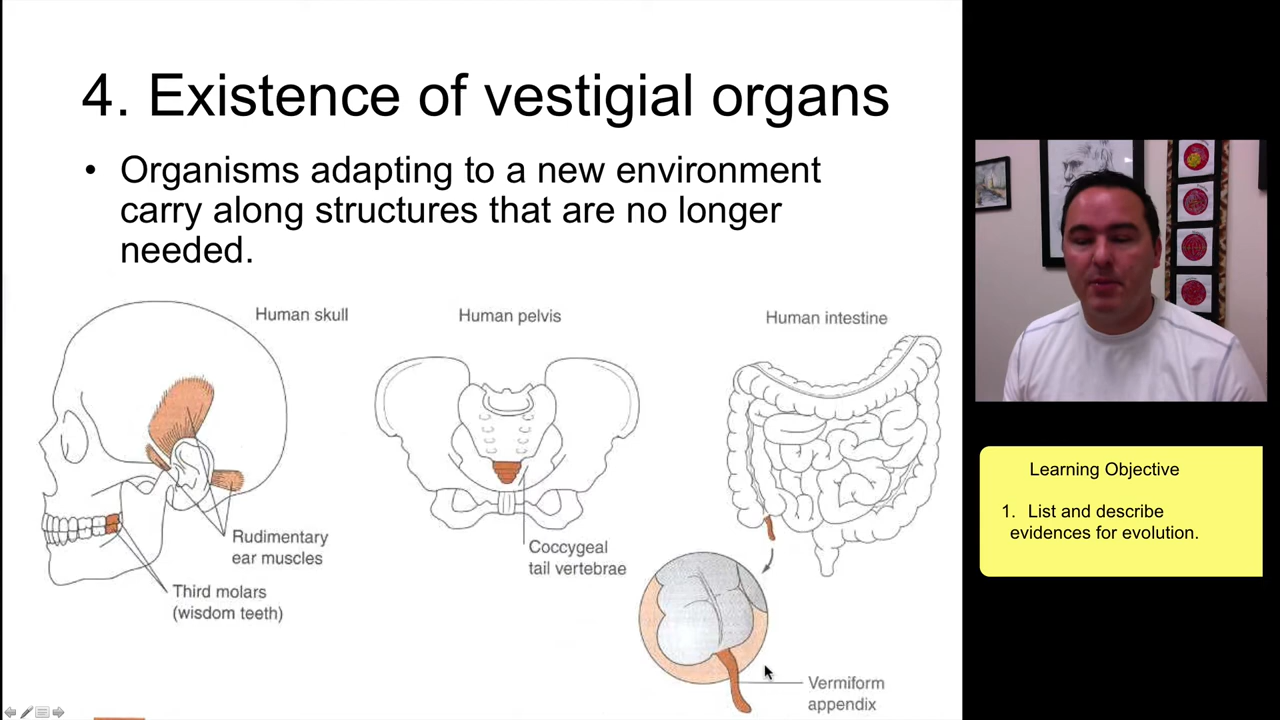 4. Existence of vestigial organs
• Organisms adapting to a new environment
carry along structures that are no longer
needed.
Human skull
Human pelvis
Human intestine
Rudimentary
ear muscles
Third molars
(wisdom teeth)
Coccygeal
tail vertebrae
Vermiform
appendix
Learning Objective
1. List and describe
evidences for evolution.